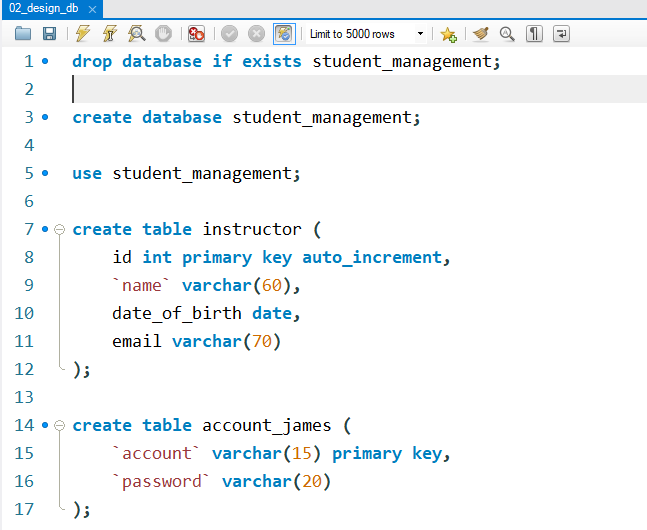 02_design_db
Limit to 5000 rows
1 drop database if exists student_management;
2
3 create database student_management;
4
5 use student_management;
6
7 create table instructor (
8 id int primary key auto_increment,
9 `name` varchar(60),
10 date_of_birth date,
11 email varchar(70)
12 );
13
14 create table account_james (
15 `account` varchar(15) primary key,
16 `password` varchar(20)
17 );